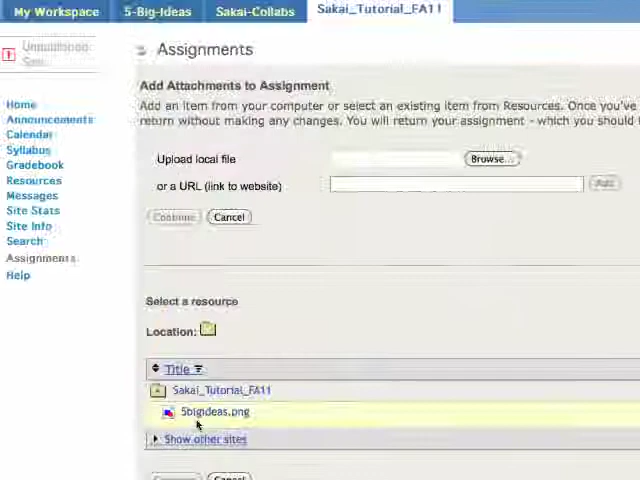 My Workspace 5-Big-Ideas Sakai-Collabs Sakai_Tutorial_FA11
Assignments
Add Attachments to Assignment
Add an item from your computer or select an existing item from Resources. Once you've
return without making any changes. You will return your assignment - which you should
Home
Announcements
Calendar
Syllabus
Gradebook
Resources
Messages
Site Stats
Site Info
Search
Assignments
Help
Upload local file Browse...
or a URL (link to website) Add
Continue Cancel
Select a resource
Location:
Title
Sakai_Tutorial_FA11
5bigideas.png
Show other sites
Cancel